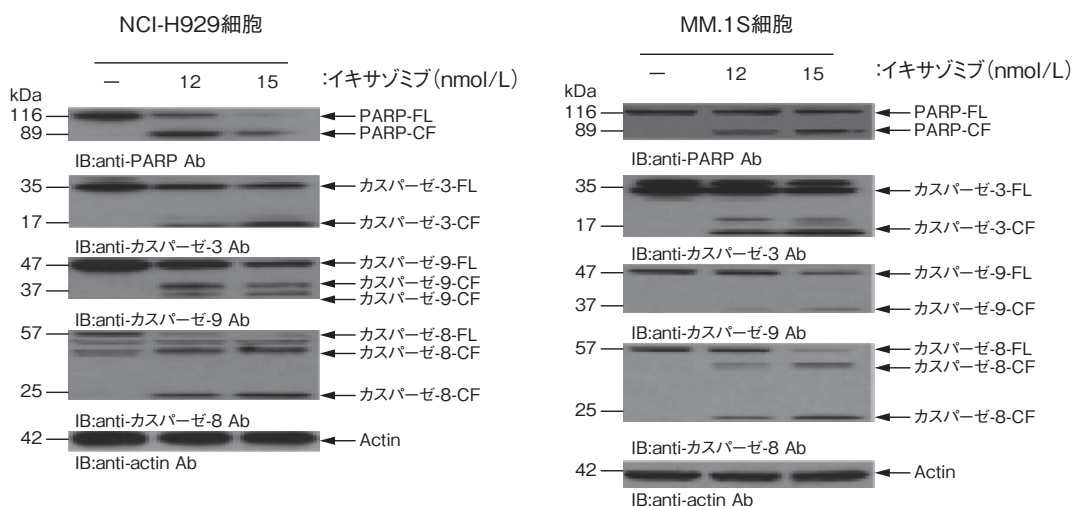 NCI-H929細胞
— 12 15 :イキサゾミブ(nmol/L)
kDa
116 PARP-FL
89 PARP-CF
IB:anti-PARP Ab
35 カスパーゼ-3-FL
17 カスパーゼ-3-CF
IB:anti-カスパーゼ-3 Ab
47 カスパーゼ-9-FL
カスパーゼ-9-CF
37 カスパーゼ-9-CF
IB:anti-カスパーゼ-9 Ab
57 カスパーゼ-8-FL
カスパーゼ-8-CF
25 カスパーゼ-8-CF
IB:anti-カスパーゼ-8 Ab
42 Actin
IB:anti-actin Ab
MM.1S細胞
— 12 15 :イキサゾミブ(nmol/L)
kDa
116 PARP-FL
89 PARP-CF
IB:anti-PARP Ab
35 カスパーゼ-3-FL
17 カスパーゼ-3-CF
IB:anti-カスパーゼ-3 Ab
47 カスパーゼ-9-FL
37 カスパーゼ-9-CF
IB:anti-カスパーゼ-9 Ab
57 カスパーゼ-8-FL
カスパーゼ-8-CF
25 カスパーゼ-8-CF
IB:anti-カスパーゼ-8 Ab
42 Actin
IB:anti-actin Ab